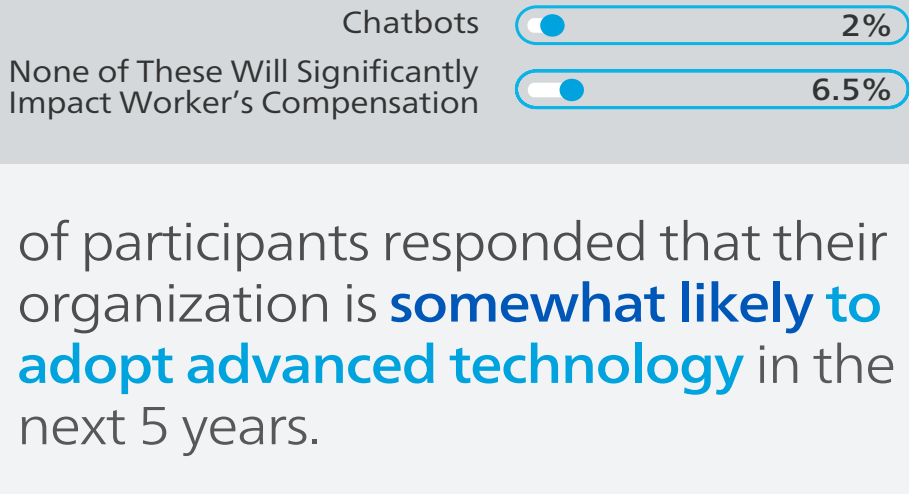 Chatbots 2%
None of These Will Significantly
Impact Worker's Compensation 6.5%
of participants responded that their
organization is somewhat likely to
adopt advanced technology in the
next 5 years.